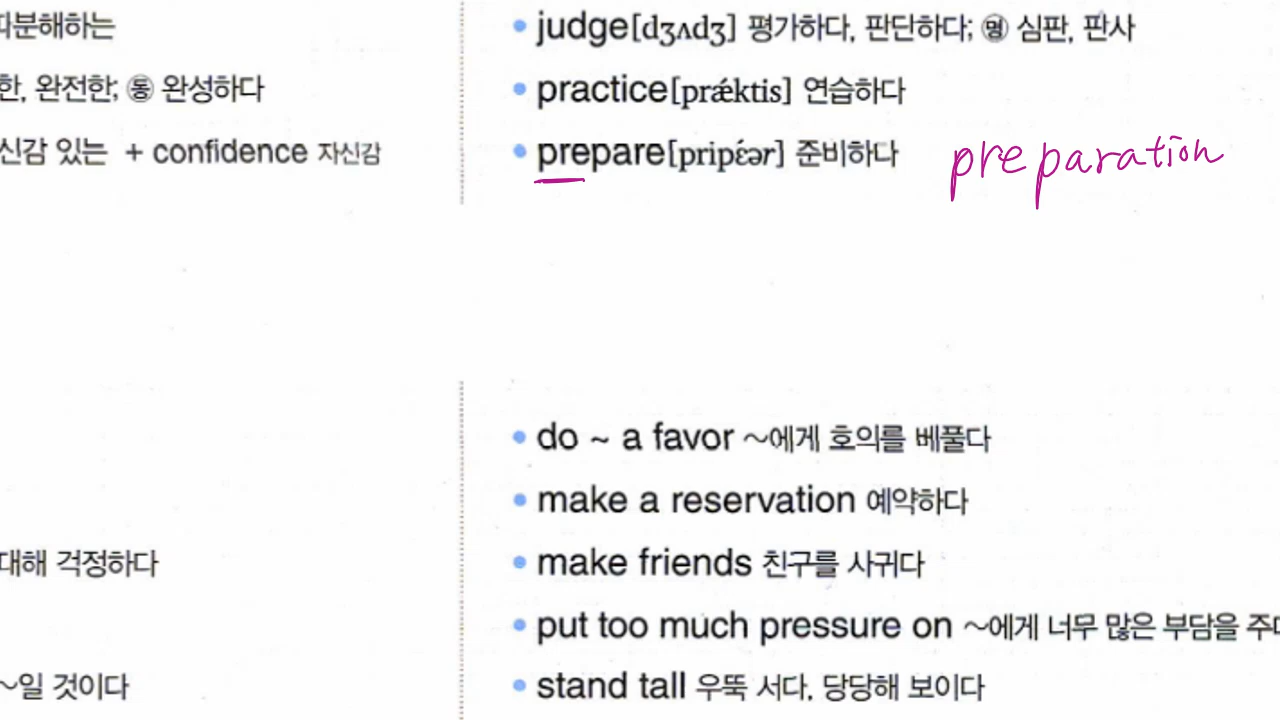 따분해하는
한, 완전한; 동 완성하다
신감 있는 + confidence 자신감
judge[dʒʌdʒ] 평가하다, 판단하다; 명 심판, 판사
practice[prǽktis] 연습하다
prepare[pripɛ́ər] 준비하다 preparation
대해 걱정하다
~일 것이다
do ~ a favor ~에게 호의를 베풀다
make a reservation 예약하다
make friends 친구를 사귀다
put too much pressure on ~에게 너무 많은 부담을 주다
stand tall 우뚝 서다, 당당해 보이다